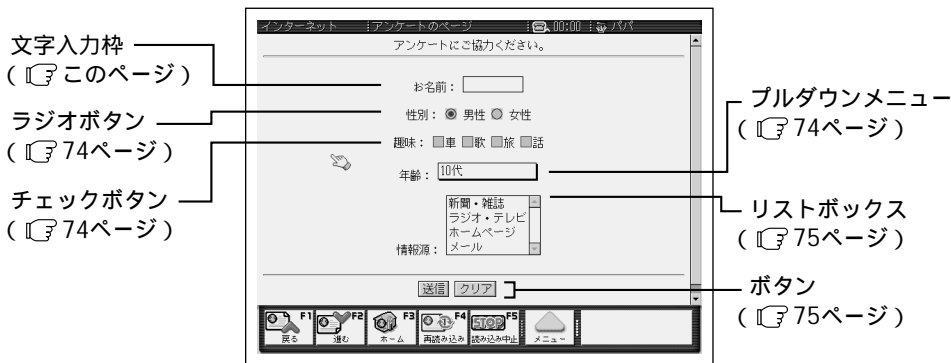 文字入力枠
(☞このページ)
ラジオボタン
(☞74ページ)
チェックボタン
(☞74ページ)
インターネット アンケートのページ 00:00 パパ
アンケートにご協力ください。
お名前：
性別： 男性 女性
趣味： 車 歌 旅 話
年齢： 10代
新聞・雑誌
ラジオ・テレビ
ホームページ
情報源： メール
送信 クリア
F1 戻る
F2 進む
F3 ホーム
F4 再読み込み
STOP F5 読み込み中止
メニュー
プルダウンメニュー
(☞74ページ)
リストボックス
(☞75ページ)
ボタン
(☞75ページ)